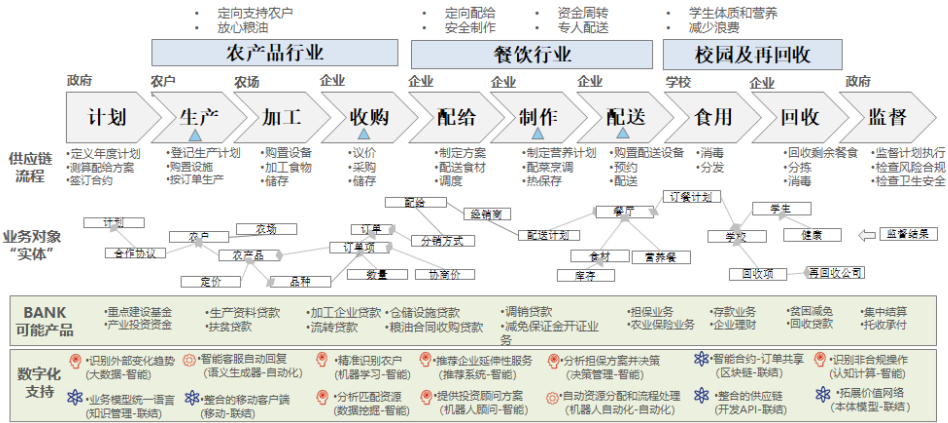 •定向支持农户
•放心粮油
•定向配给
•安全制作
•资金周转
•专人配送
•学生体质和营养
•减少浪费
农产品行业
餐饮行业
校园及再回收
政府
农户
农场
企业
企业
企业
企业
学校
企业
政府
计划
生产
加工
收购
配给
制作
配送
食用
回收
监督
供应链
流程
•定义年度计划
•测算配给方案
•签订合约
•登记生产计划
•购置设施
•按订单生产
•购置设备
•加工食物
•储存
•议价
•采购
•储存
•制定方案
•配送食材
•调度
•制定营养计划
•配菜烹调
•热保存
•购置配送设备
•预约
•配送
•消毒
•分发
•回收剩余餐食
•分拣
•消毒
•监督计划执行
•检查风险合规
•检查卫生安全
业务对象
“实体”
计划
合作协议
农户
农场
农产品
定价
品种
订单
订单项
数量
配给
经销商
分销方式
协商价
配送计划
餐厅
食材
库存
营养餐
订餐计划
学校
学生
健康
回收项
再回收公司
监督结果
BANK
可能产品
•重点建设基金
•产业投资资金
•生产资料贷款
•扶贫贷款
•加工企业贷款
•流转贷款
•仓储设施贷款
•粮油合同收购贷款
•调销贷款
•减免保证金开证业
务
•担保业务
•农业保险业务
•存款业务
•企业理财
•贫困减免
•回收贷款
•集中结算
•托收承付
数字化
支持
•识别外部变化趋势
(大数据-智能)
•智能客服自动回复
(语义生成器-自动化)
•精准识别农户
(机器学习-智能)
•推荐企业延伸性服务
(推荐系统-智能)
•分析担保方案并决策
(决策管理-智能)
•智能合约-订单共享
(区块链-联结)
•识别非合规操作
(认知计算-智能)
•业务模型统一语言
(知识管理-联结)
•整合的移动客户端
(移动-联结)
•分析匹配资源
(数据挖掘-智能)
•提供投资顾问方案
(机器人顾问-智能)
•自动资源分配和流程处理
(机器人自动化-自动化)
•整合的供应链
(开发API-联结)
•拓展价值网络
(本体模型-联结)